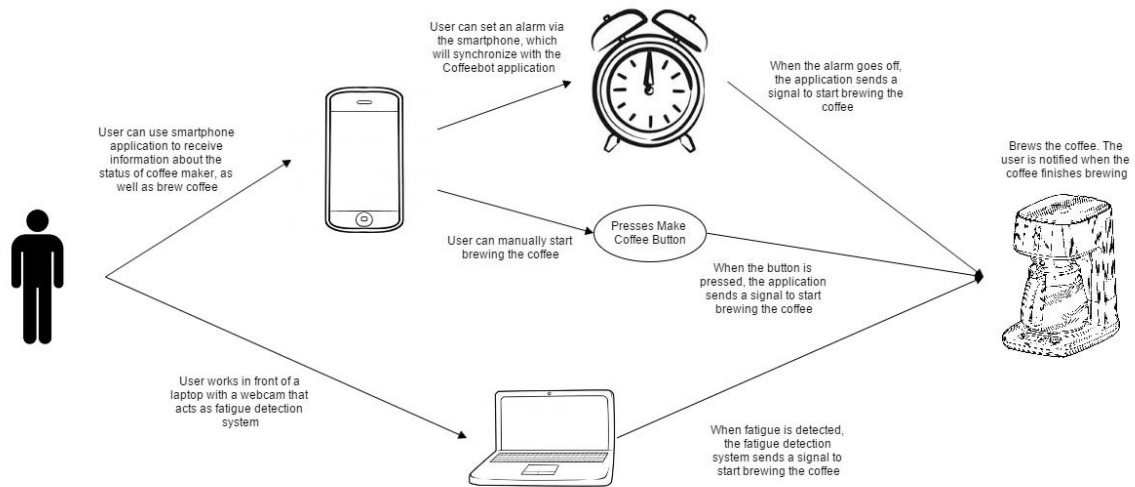 User can set an alarm via
the smartphone, which
will synchronize with the
Coffeebot application
When the alarm goes off,
the application sends a
signal to start brewing the
coffee
User can use smartphone
application to receive
information about the
status of coffee maker, as
well as brew coffee
Brews the coffee. The
user is notified when the
coffee finishes brewing
Presses Make
Coffee Button
User can manually start
brewing the coffee
When the button is
pressed, the application
sends a signal to start
brewing the coffee
User works in front of a
laptop with a webcam that
acts as fatigue detection
system
When fatigue is detected,
the fatigue detection
system sends a signal to
start brewing the coffee